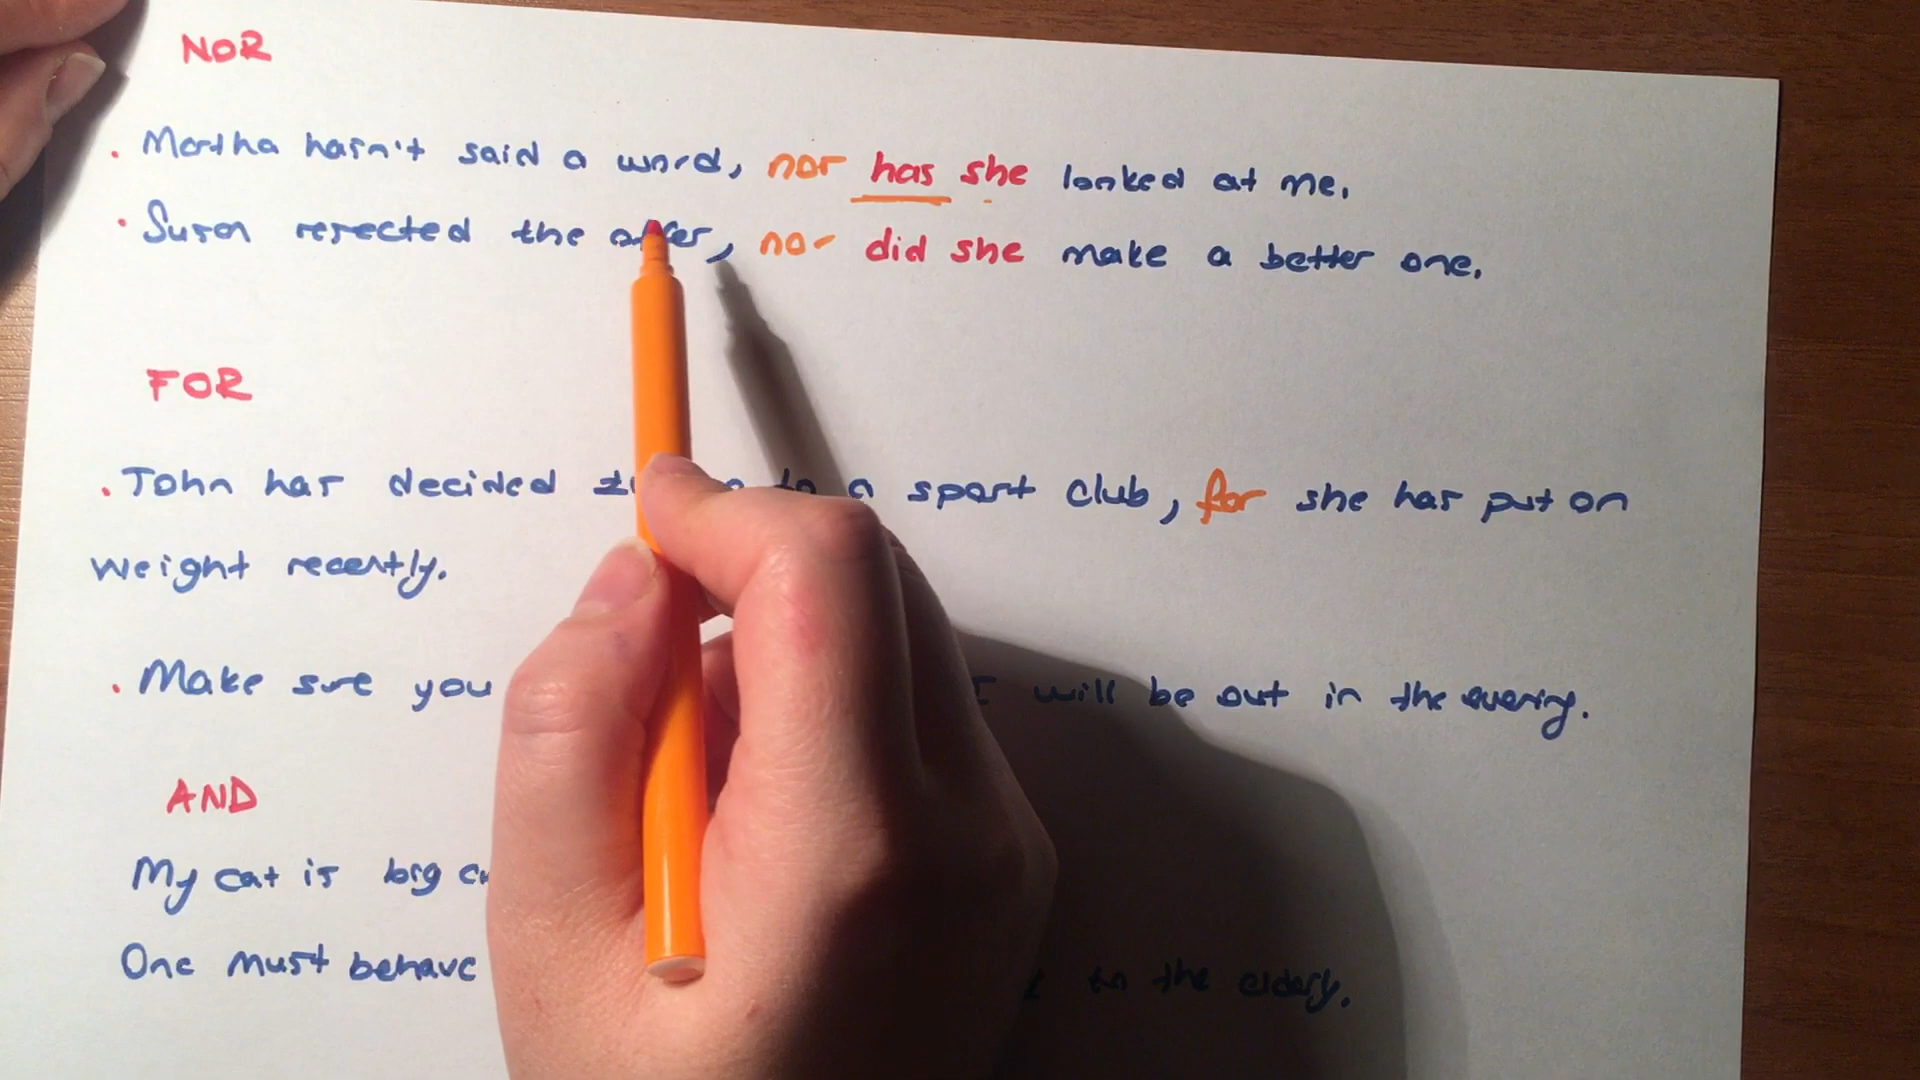 NOR
. Martha hasn't said a word, nor has she looked at me.
. Susan rejected the offer, nor did she make a better one.
FOR
. John has decided to a sport club, for she has put on
weight recently.
. Make sure you I will be out in the evening.
AND
My cat is big
One must behave to the elderly.